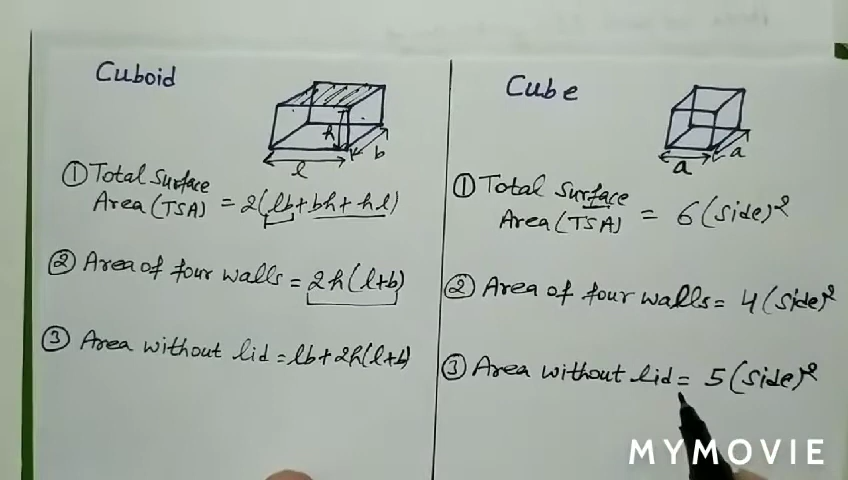 Cuboid
h
b
l
① Total Surface
Area (TSA) = 2(lb+bh+hl)
② Area of four walls = 2h(l+b)
③ Area without lid = lb+2h(l+b)
Cube
a
a
① Total Surface
Area (TSA) = 6(Side)²
② Area of four walls = 4(Side)²
③ Area without lid = 5(Side)²
MYMOVIE